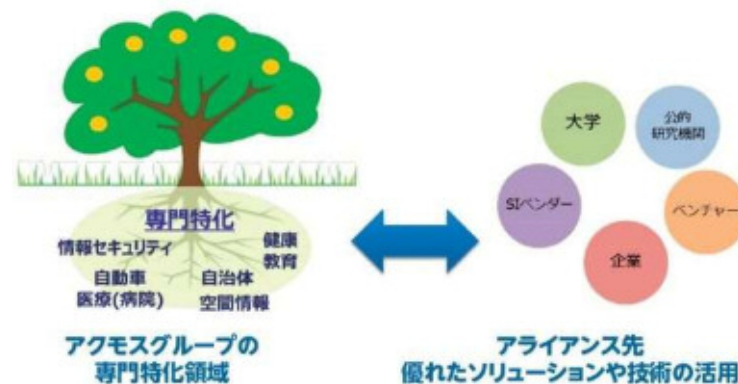 専門特化
情報セキュリティ
健康
教育
自動車
自治体
医療(病院)
空間情報
アクモスグループの
専門特化領域
大学
公的
研究機関
SIベンダー
ベンチャー
企業
アライアンス先
優れたソリューションや技術の活用